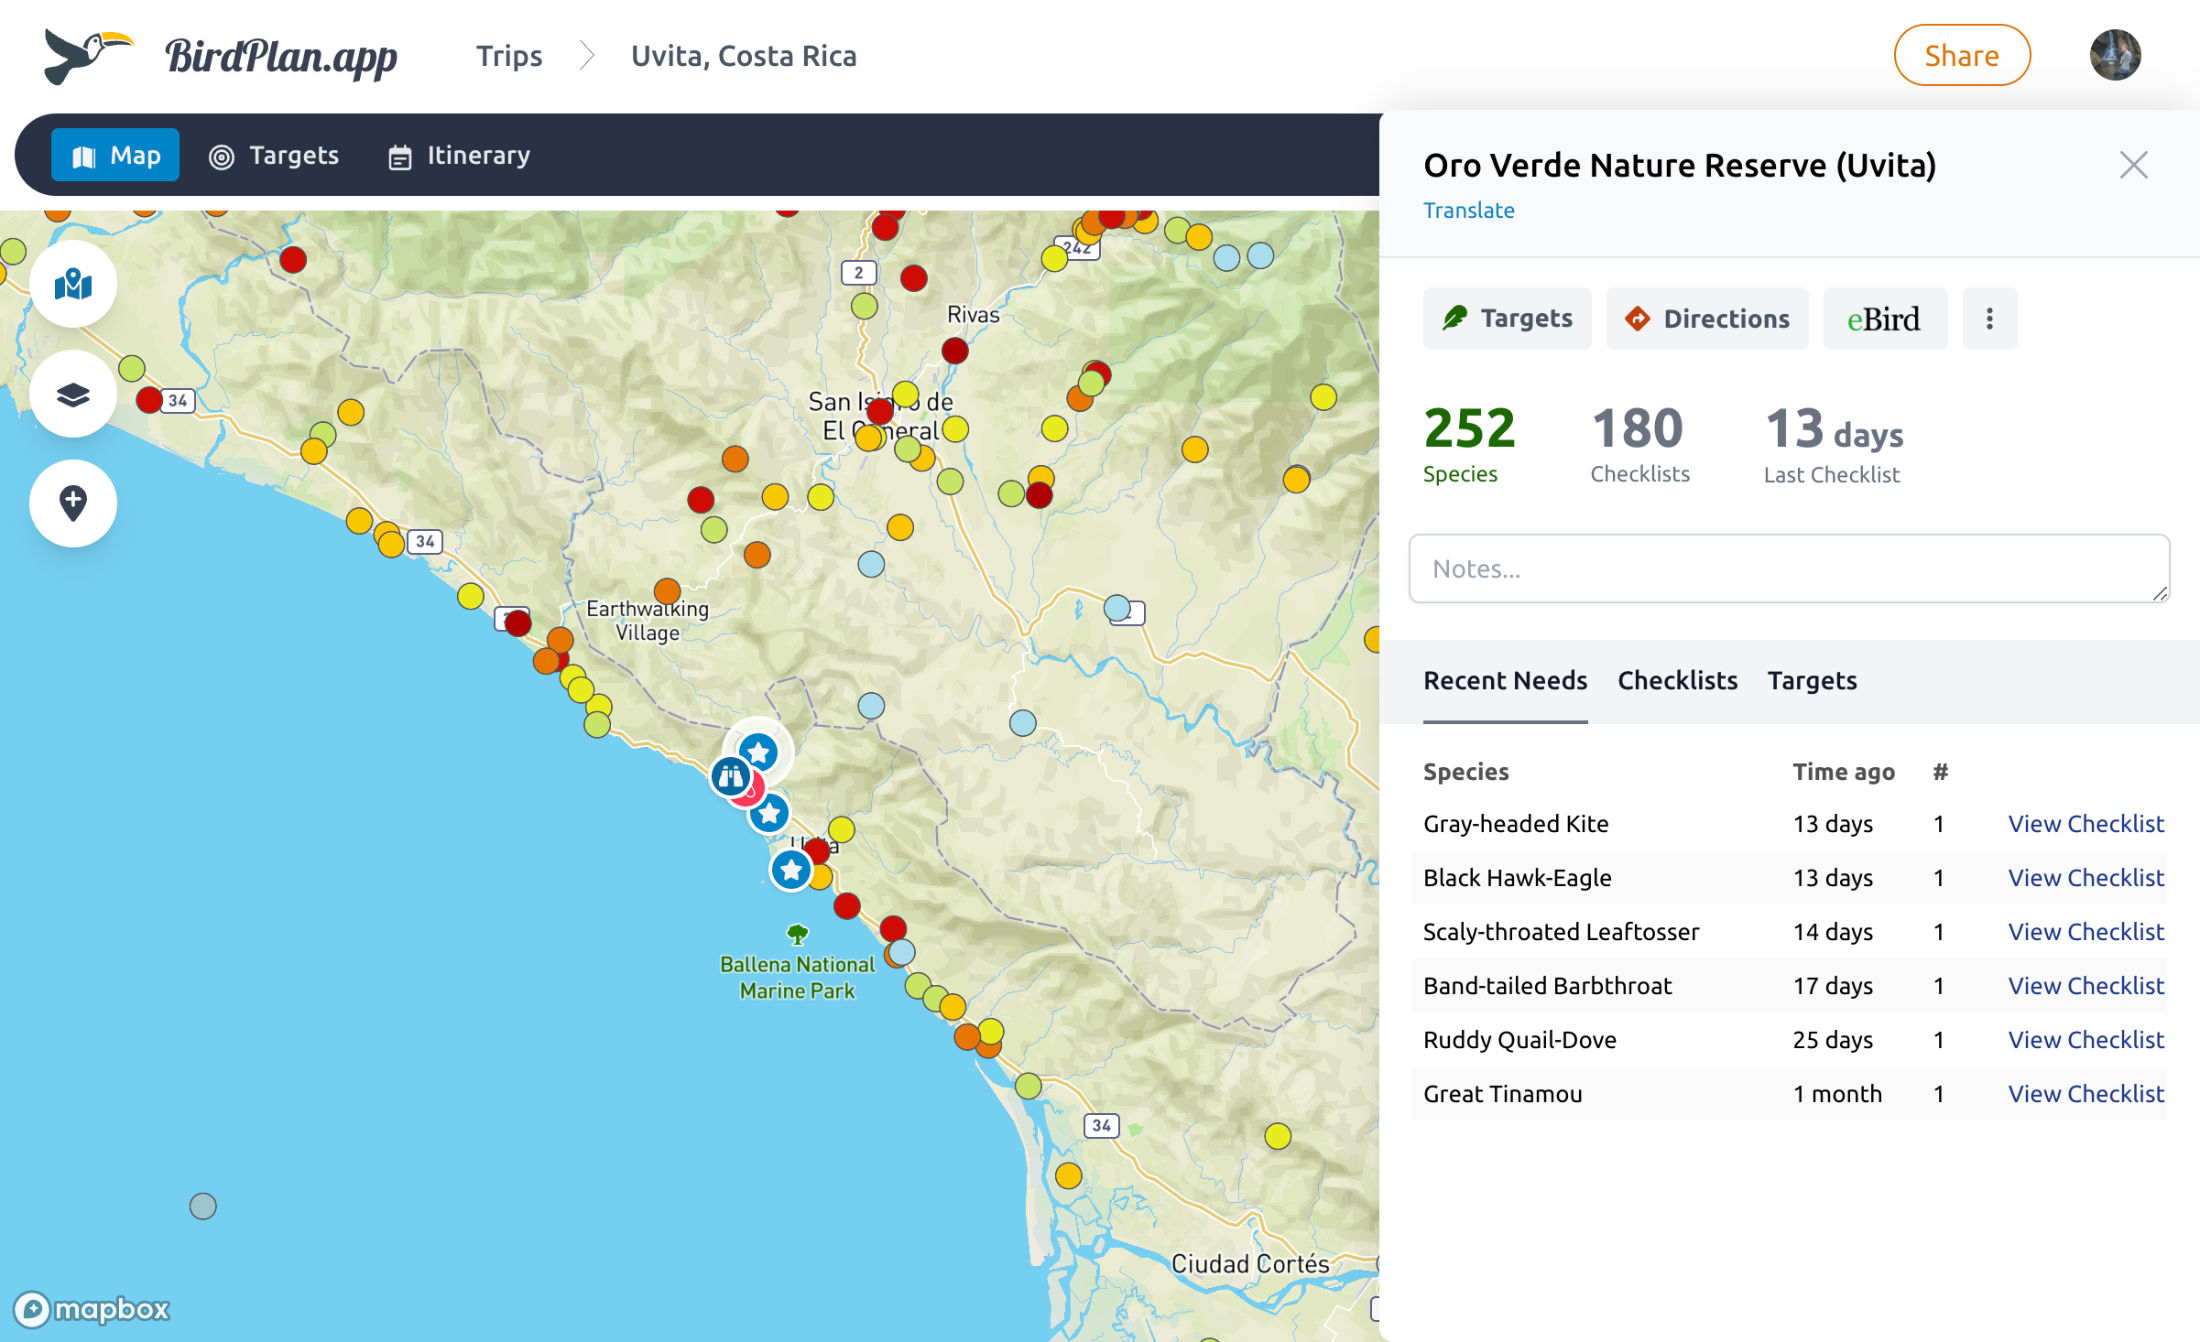 BirdPlan.app
Trips
Uvita, Costa Rica
Share
Map
Targets
Itinerary
Oro Verde Nature Reserve (Uvita)
Translate
Targets
Directions
eBird
252
Species
180
Checklists
13 days
Last Checklist
Notes...
Recent Needs
Checklists
Targets
Species Time ago #
Gray-headed Kite 13 days 1 View Checklist
Black Hawk-Eagle 13 days 1 View Checklist
Scaly-throated Leaftosser 14 days 1 View Checklist
Band-tailed Barbthroat 17 days 1 View Checklist
Ruddy Quail-Dove 25 days 1 View Checklist
Great Tinamou 1 month 1 View Checklist
242
2
Rivas
34
San Isidro de
El General
34
Earthwalking
Village
Ballena National
Marine Park
34
Ciudad Cortés
mapbox